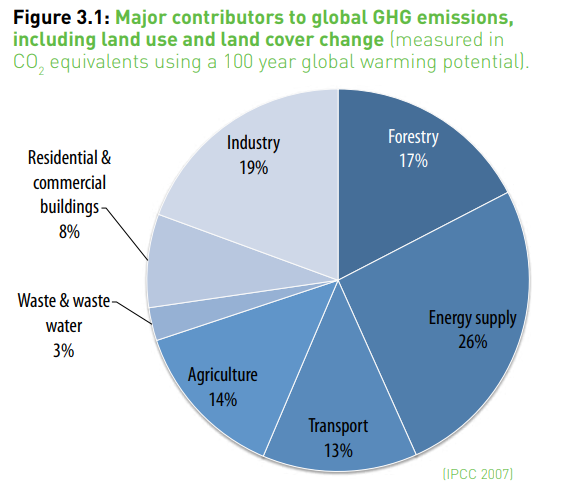 Figure 3.1: Major contributors to global GHG emissions,
including land use and land cover change (measured in
CO₂ equivalents using a 100 year global warming potential).
Forestry
17%
Energy supply
26%
Transport
13%
Agriculture
14%
Waste & waste
water
3%
Residential &
commercial
buildings
8%
Industry
19%
(IPCC 2007)